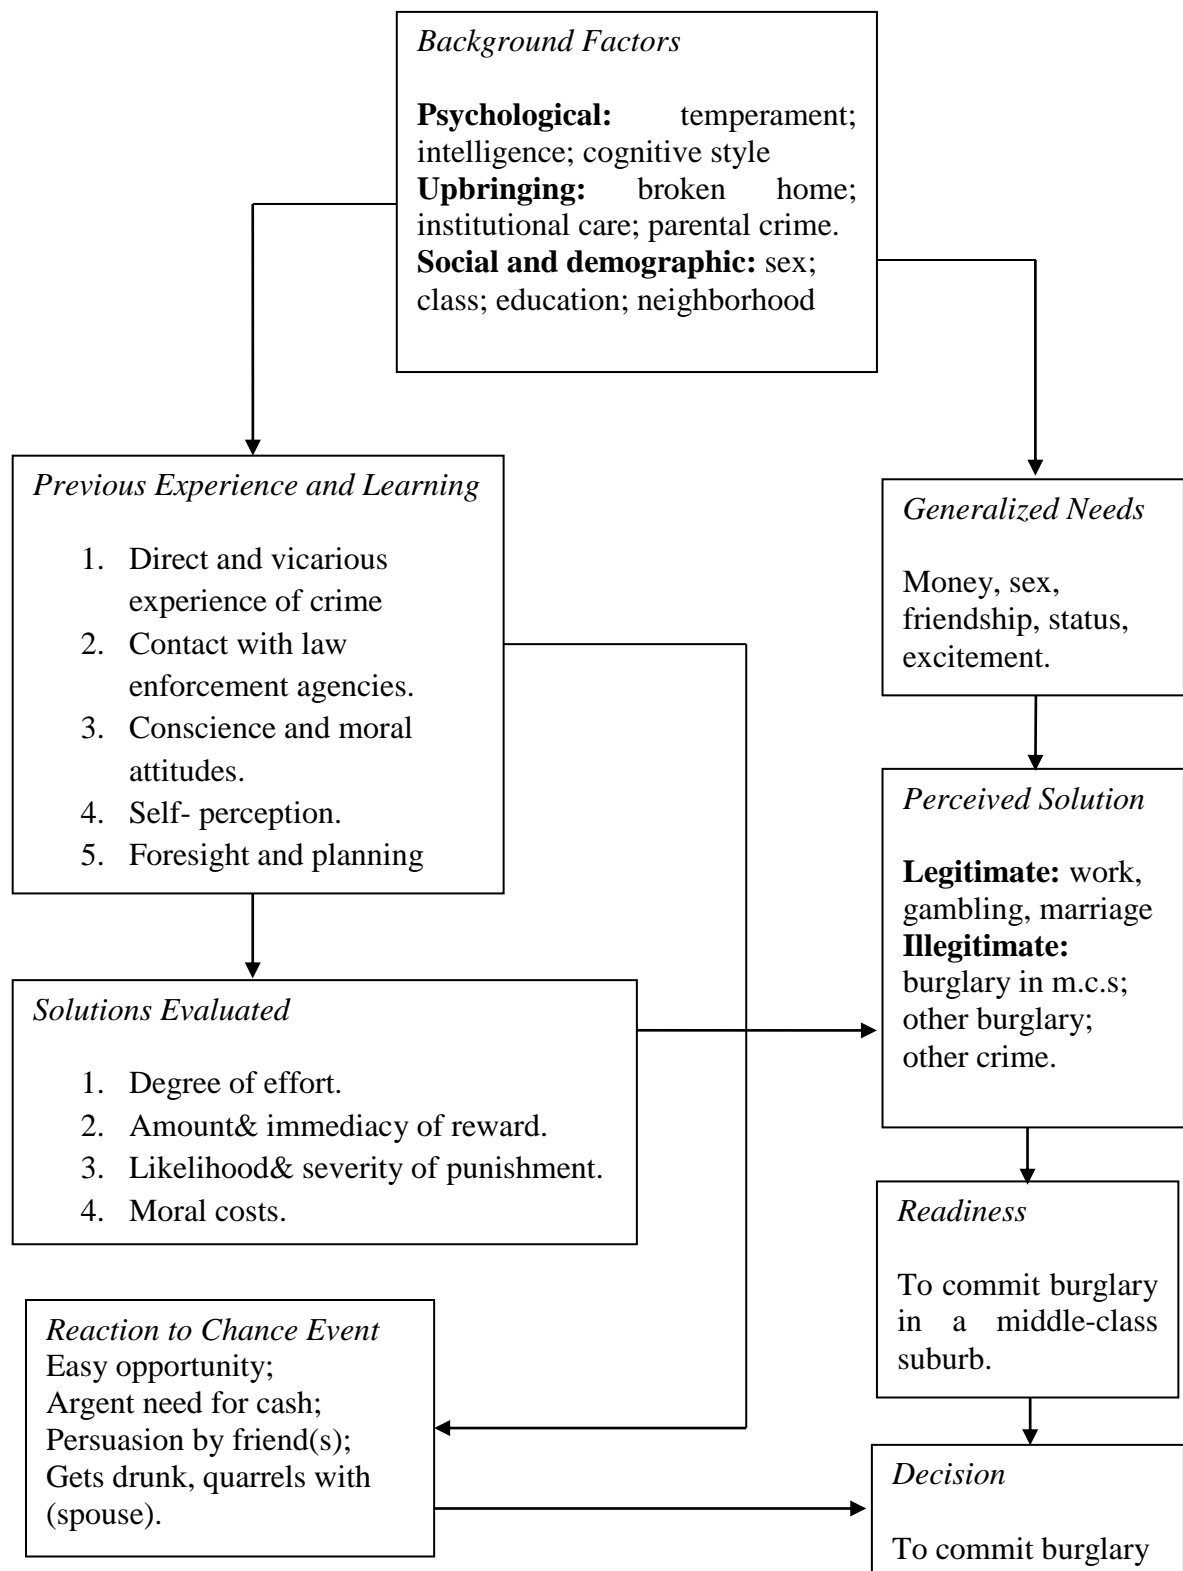 Background Factors
Psychological: temperament;
intelligence; cognitive style
Upbringing: broken home;
institutional care; parental crime.
Social and demographic: sex;
class; education; neighborhood
Previous Experience and Learning
1. Direct and vicarious
experience of crime
2. Contact with law
enforcement agencies.
3. Conscience and moral
attitudes.
4. Self- perception.
5. Foresight and planning
Generalized Needs
Money, sex,
friendship, status,
excitement.
Perceived Solution
Legitimate: work,
gambling, marriage
Illegitimate:
burglary in m.c.s;
other burglary;
other crime.
Solutions Evaluated
1. Degree of effort.
2. Amount& immediacy of reward.
3. Likelihood& severity of punishment.
4. Moral costs.
Readiness
To commit burglary
in a middle-class
suburb.
Reaction to Chance Event
Easy opportunity;
Argent need for cash;
Persuasion by friend(s);
Gets drunk, quarrels with
(spouse).
Decision
To commit burglary